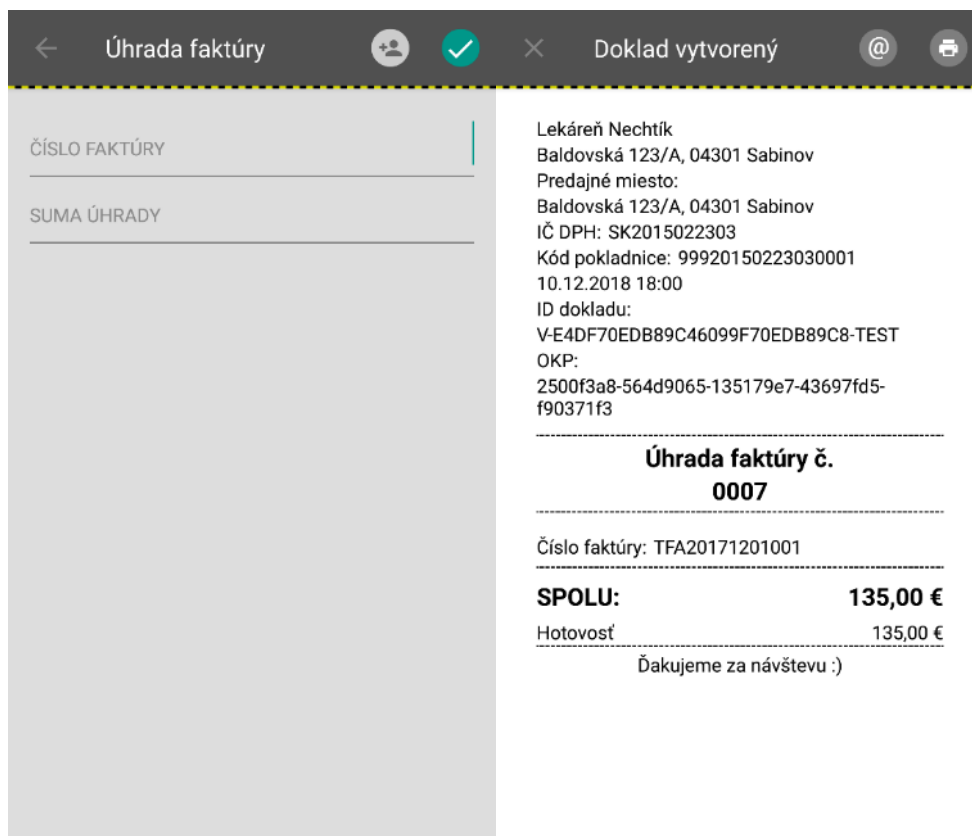 Úhrada faktúry
ČÍSLO FAKTÚRY
SUMA ÚHRADY
Doklad vytvorený
@
Lekáreň Nechtík
Baldovská 123/A, 04301 Sabinov
Predajné miesto:
Baldovská 123/A, 04301 Sabinov
IČ DPH: SK2015022303
Kód pokladnice: 99920150223030001
10.12.2018 18:00
ID dokladu:
V-E4DF70EDB89C46099F70EDB89C8-TEST
OKP:
2500f3a8-564d9065-135179e7-43697fd5-
f90371f3
Úhrada faktúry č.
0007
Číslo faktúry: TFA20171201001
SPOLU: 135,00 €
Hotovosť 135,00 €
Ďakujeme za návštevu :)